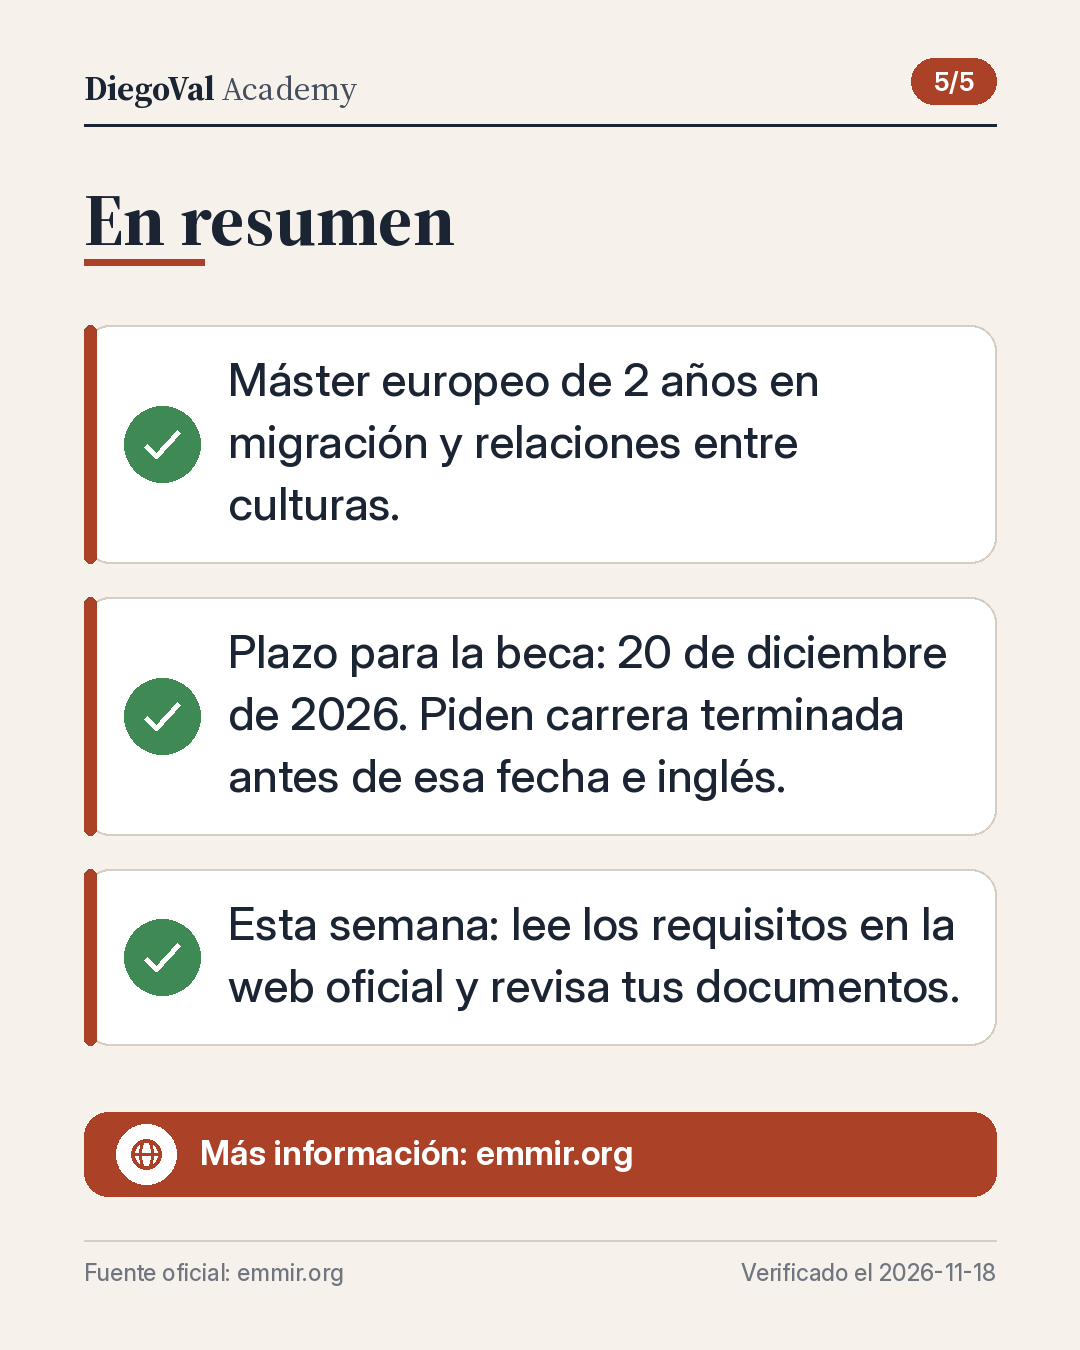 DiegoVal Academy
5/5
En resumen
Máster europeo de 2 años en
migración y relaciones entre
culturas.
Plazo para la beca: 20 de diciembre
de 2026. Piden carrera terminada
antes de esa fecha e inglés.
Esta semana: lee los requisitos en la
web oficial y revisa tus documentos.
Más información: emmir.org
Fuente oficial: emmir.org
Verificado el 2026-11-18